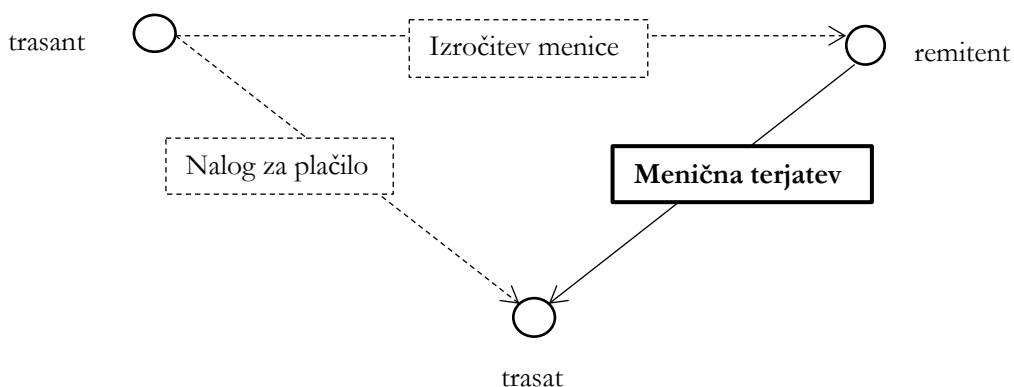 trasant
Izročitev menice
remitent
Nalog za plačilo
Menična terjatev
trasat